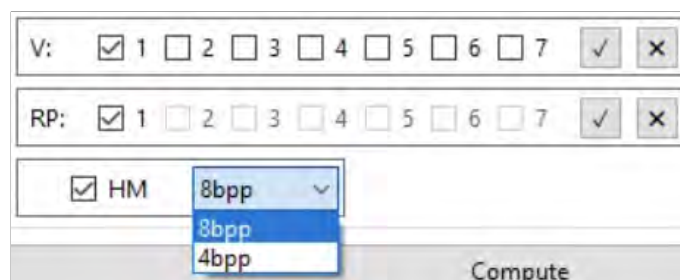 V: 1 2 3 4 5 6 7
RP: 1 2 3 4 5 6 7
HM 8bpp
8bpp
4bpp
Compute